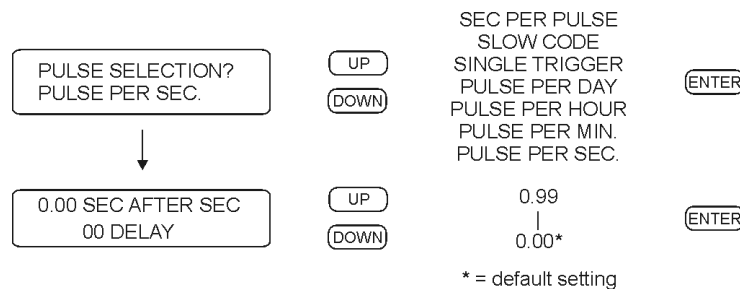 PULSE SELECTION?
PULSE PER SEC.
UP
DOWN
SEC PER PULSE
SLOW CODE
SINGLE TRIGGER
PULSE PER DAY
PULSE PER HOUR
PULSE PER MIN.
PULSE PER SEC.
ENTER
0.00 SEC AFTER SEC
00 DELAY
UP
DOWN
0.99
0.00*
ENTER
* = default setting